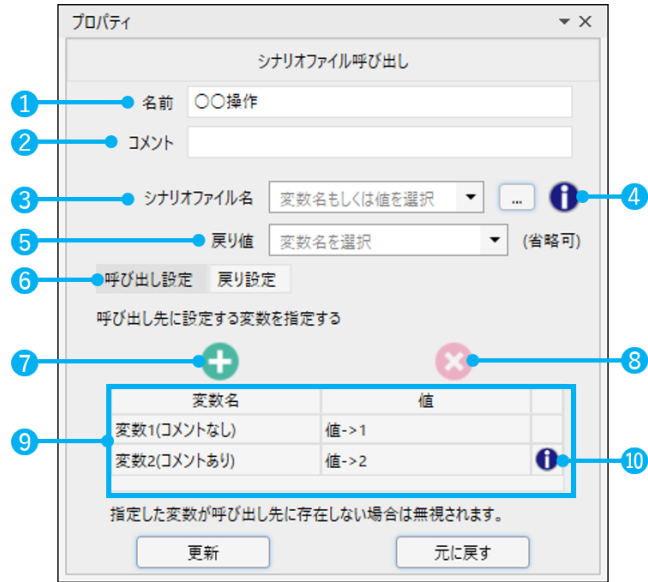 プロパティ
シナリオファイル呼び出し
1 名前 〇〇操作
2 コメント
3 シナリオファイル名 変数名もしくは値を選択 ... i 4
5 戻り値 変数名を選択 (省略可)
6 呼び出し設定 戻り設定
呼び出し先に設定する変数を指定する
7 8
変数名 値
変数1(コメントなし) 値->1
9
変数2(コメントあり) 値->2 i 10
指定した変数が呼び出し先に存在しない場合は無視されます。
更新 元に戻す